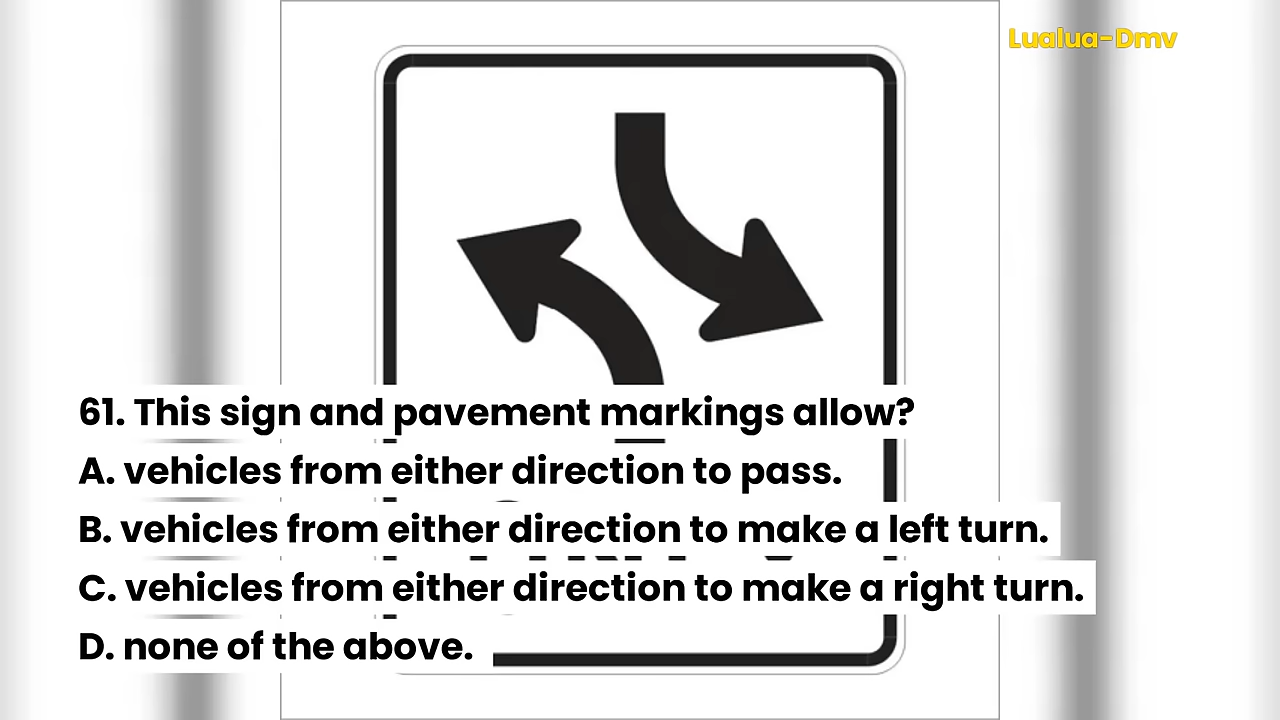 Lualua-Dmv
61. This sign and pavement markings allow?
A. vehicles from either direction to pass.
B. vehicles from either direction to make a left turn.
C. vehicles from either direction to make a right turn.
D. none of the above.